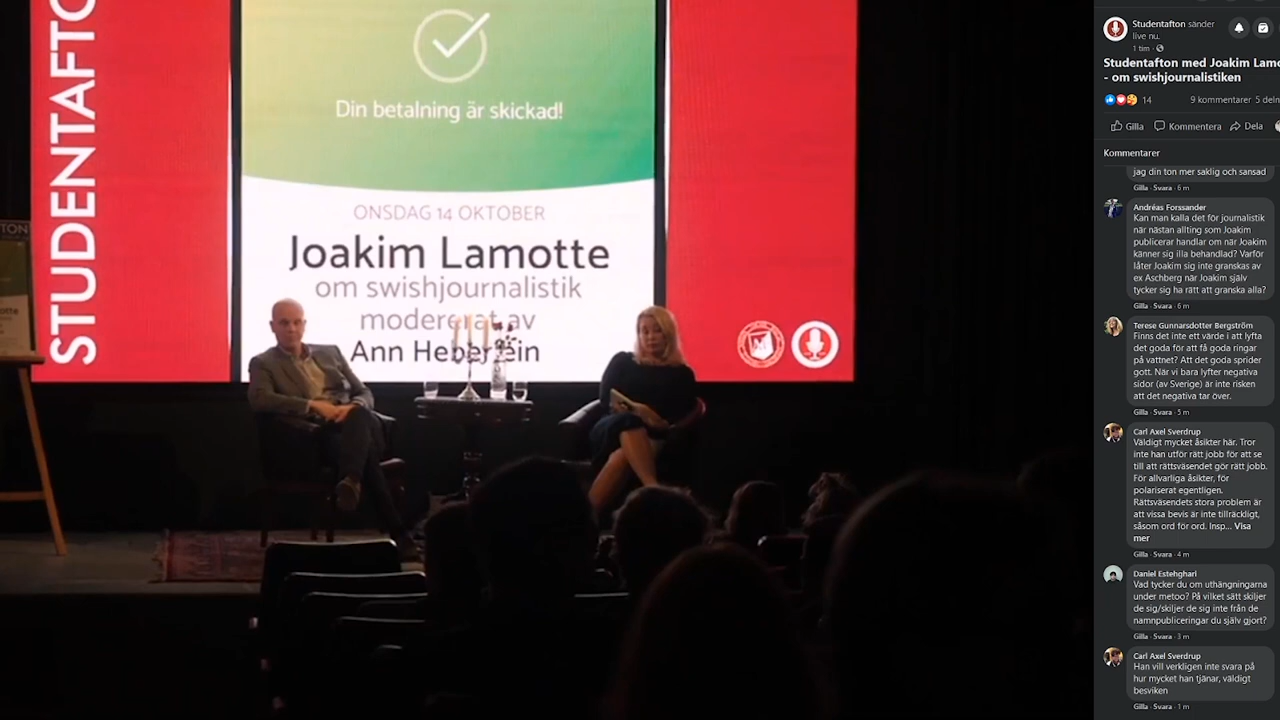 STUDENTAFTO
Din betalning är skickad!
ONSDAG 14 OKTOBER
Joakim Lamotte
om swishjournalistik
modererat av
Ann Heberlein
TON
otte
Studentafton sänder
live nu.
1 tim
Studentafton med Joakim Lamo
- om swishjournalistiken
14
9 kommentarer 5 deln
Gilla Kommentera Dela
Kommentarer
jag din ton mer saklig och sansad
Gilla · Svara · 6 m
Andréas Forssander
Kan man kalla det för journalistik
när nästan allting som Joakim
publicerar handlar om när Joakim
känner sig illa behandlad? Varför
låter Joakim sig inte granskas av
ex Aschberg när Joakim själv
tycker sig ha rätt att granska alla?
Gilla · Svara · 6 m
Terese Gunnarsdotter Bergström
Finns det inte ett värde i att lyfta
det goda för att få goda ringar
på vattnet? Att det goda sprider
gott. När vi bara lyfter negativa
sidor (av Sverige) är inte risken
att det negativa tar över.
Gilla · Svara · 5 m
Carl Axel Sverdrup
Väldigt mycket åsikter här. Tror
inte han utför rätt jobb för att se
till att rättsväsendet gör rätt jobb.
För allvarliga åsikter, för
polariserat egentligen.
Rättsväsendets stora problem är
att vissa bevis är inte tillräckligt,
såsom ord för ord. Insp... Visa
mer
Gilla · Svara · 4 m
Daniel Estehghari
Vad tycker du om uthängningarna
under metoo? På vilket sätt skiljer
de sig/skiljer de sig inte från de
namnpubliceringar du själv gjort?
Gilla · Svara · 3 m
Carl Axel Sverdrup
Han vill verkligen inte svara på
hur mycket han tjänar, väldigt
besviken
Gilla · Svara · 1 m